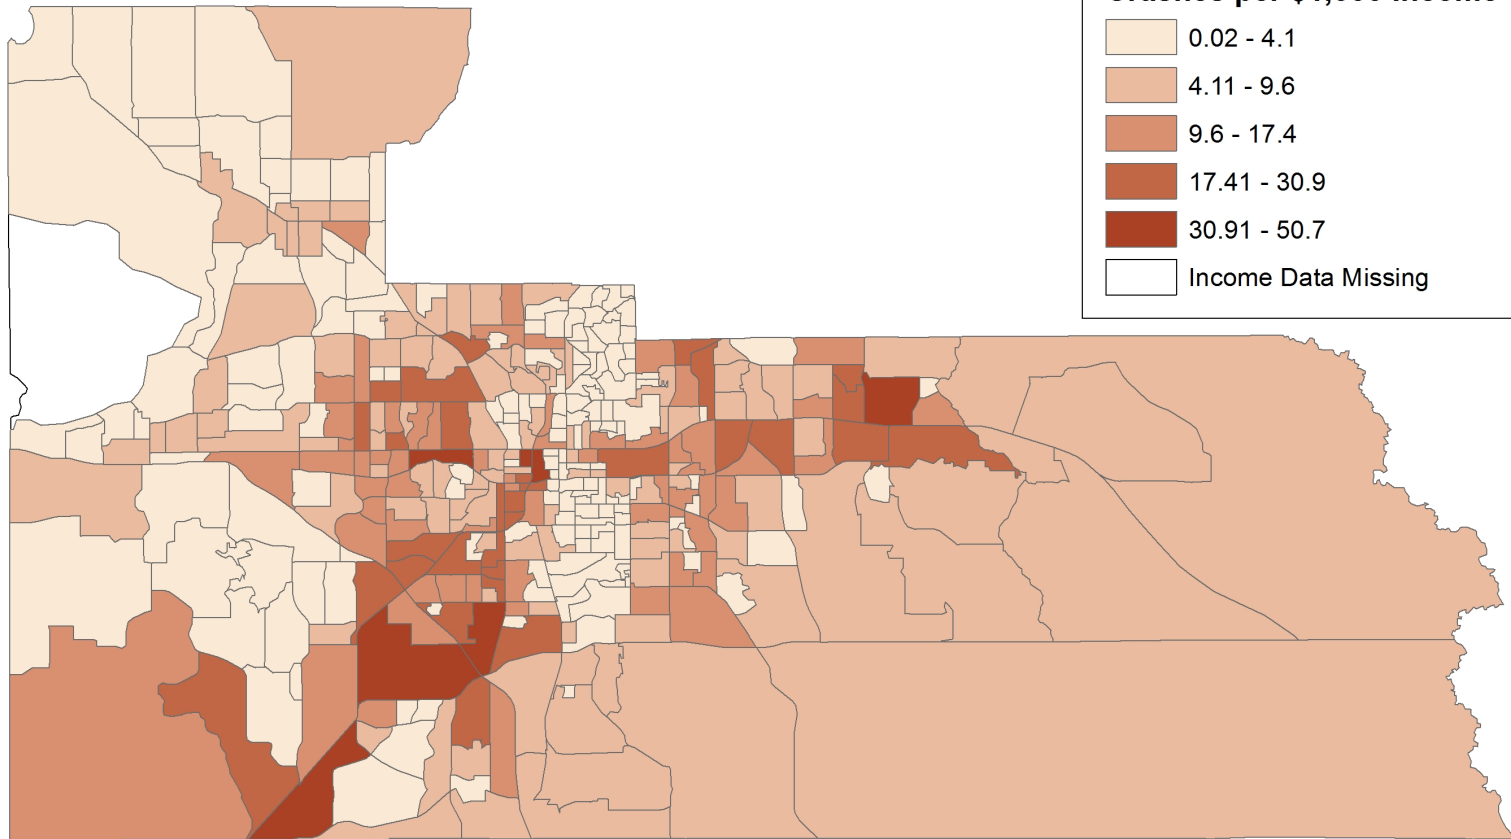 0.02 - 4.1
4.11 - 9.6
9.6 - 17.4
17.41 - 30.9
30.91 - 50.7
Income Data Missing